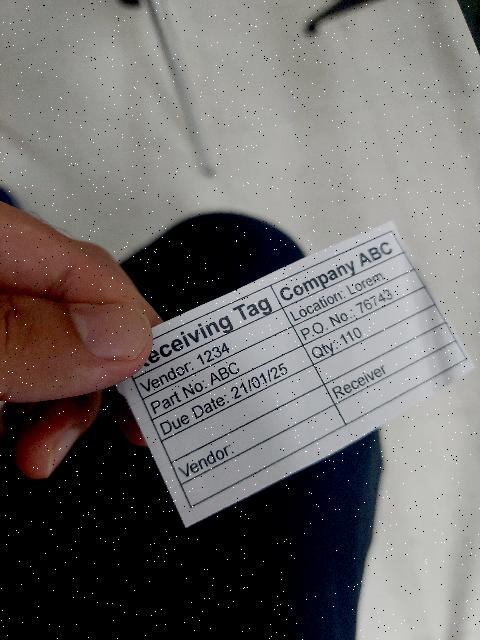 Receiving Tag Company ABC
Vendor: 1234 Location: Lorem
Part No: ABC P.O. No.: 76743
Due Date: 21/01/25 Qty: 110
Vendor: Receiver